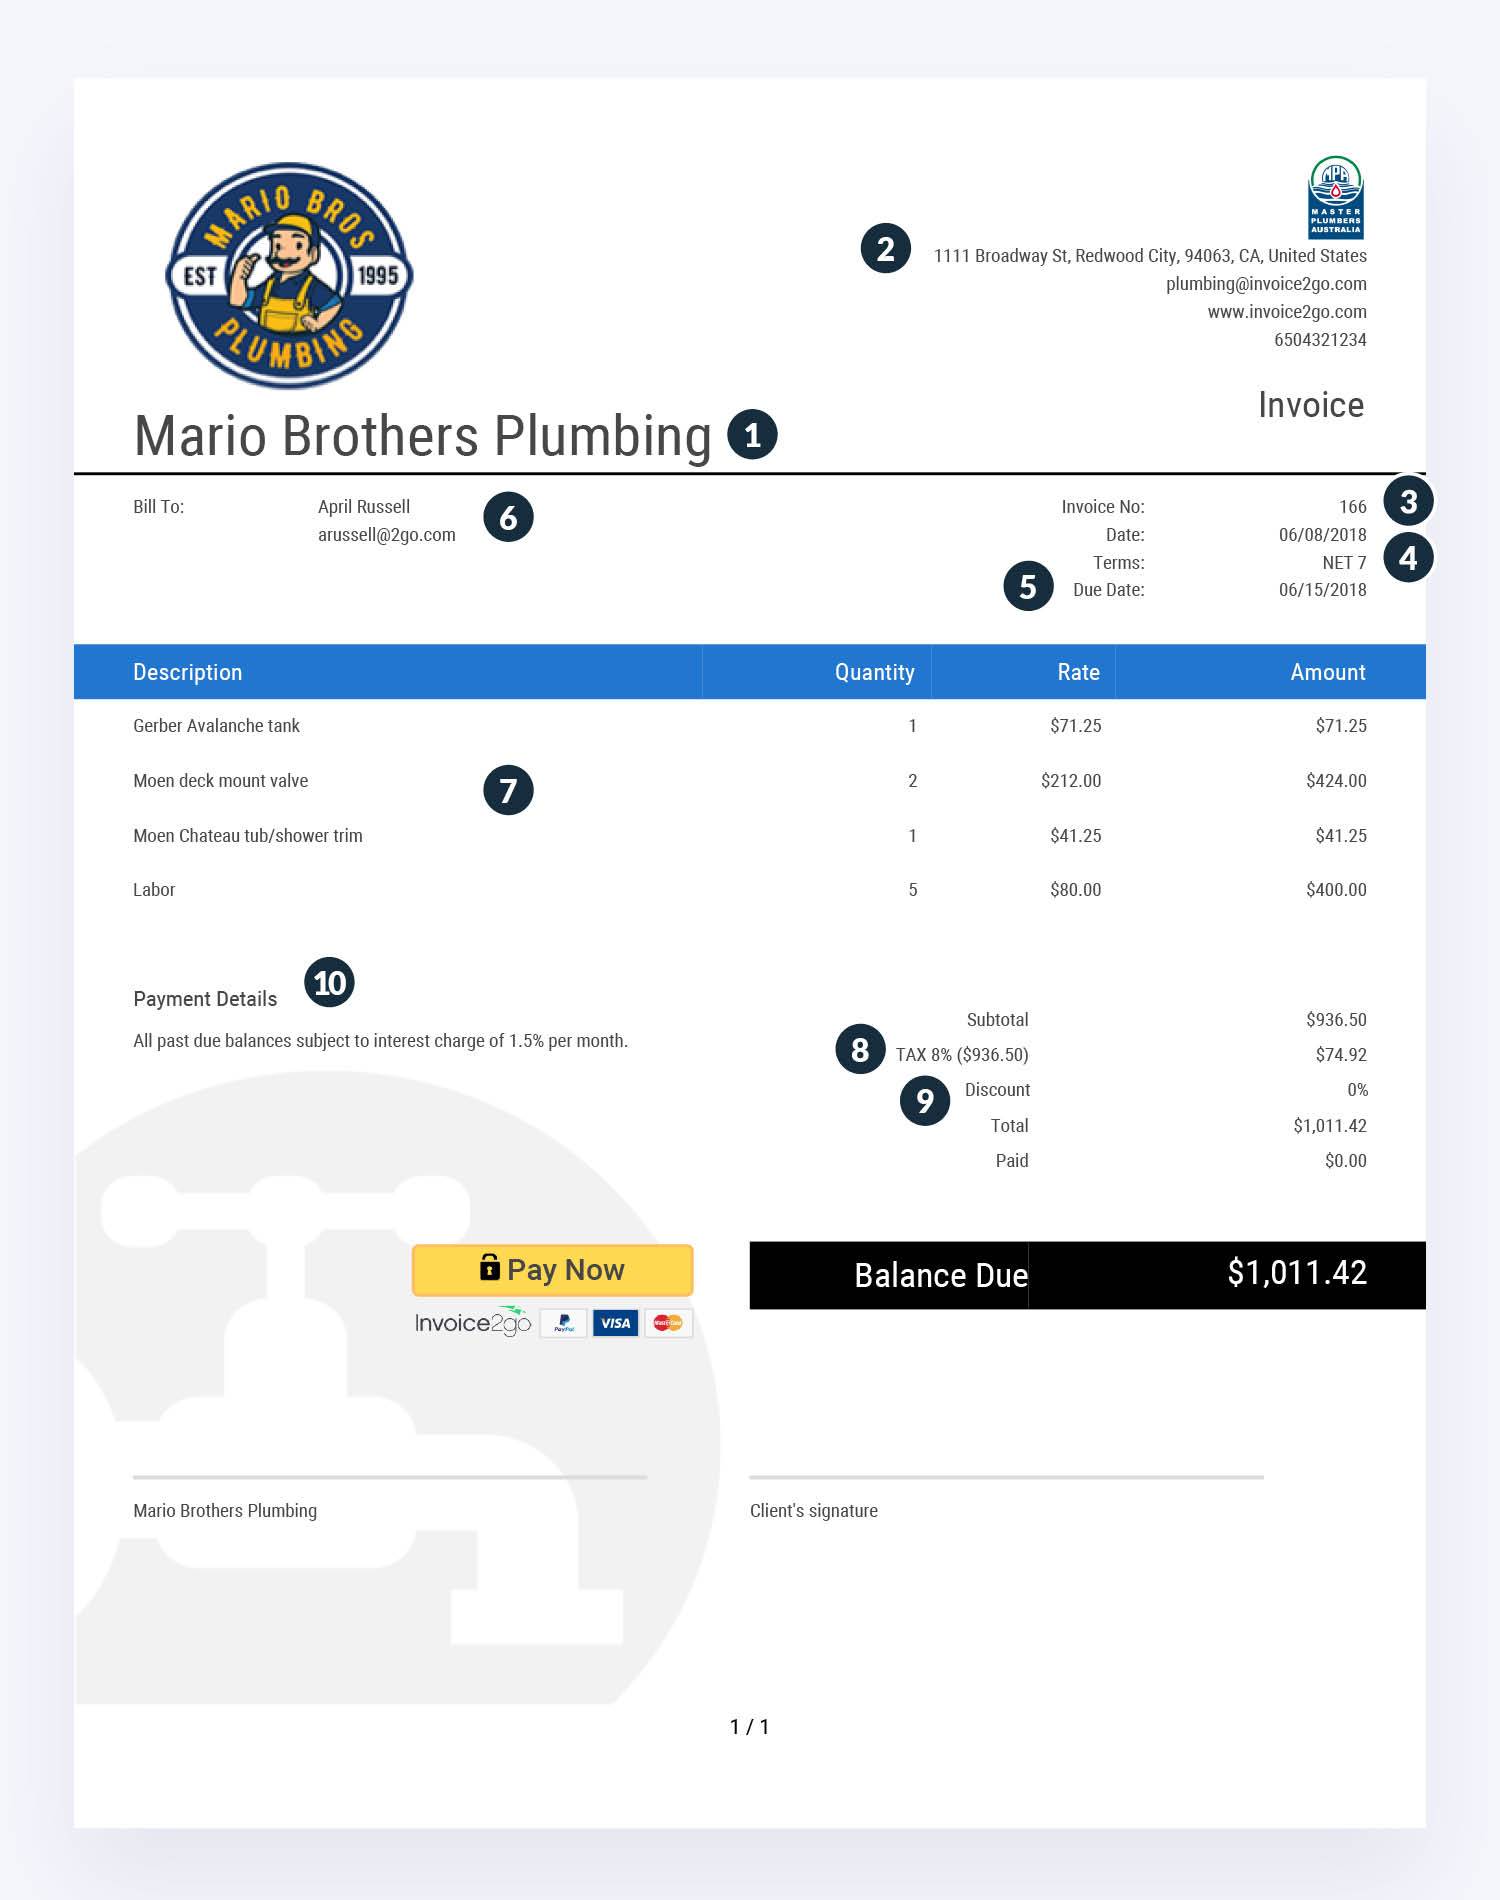 MARIO BROS
EST 1995
PLUMBING
MPA
MASTER
PLUMBERS
AUSTRALIA
2 1111 Broadway St, Redwood City, 94063, CA, United States
plumbing@invoice2go.com
www.invoice2go.com
6504321234
Invoice
Mario Brothers Plumbing 1
Bill To: April Russell 6
arussell@2go.com
Invoice No: 166 3
Date: 06/08/2018
Terms: NET 7 4
5 Due Date: 06/15/2018
Description Quantity Rate Amount
Gerber Avalanche tank 1 $71.25 $71.25
Moen deck mount valve 7 2 $212.00 $424.00
Moen Chateau tub/shower trim 1 $41.25 $41.25
Labor 5 $80.00 $400.00
Payment Details 10
All past due balances subject to interest charge of 1.5% per month.
Subtotal $936.50
8 TAX 8% ($936.50) $74.92
9 Discount 0%
Total $1,011.42
Paid $0.00
Pay Now
Invoice2go PayPal VISA MasterCard
Balance Due $1,011.42
Mario Brothers Plumbing
Client's signature
1 / 1